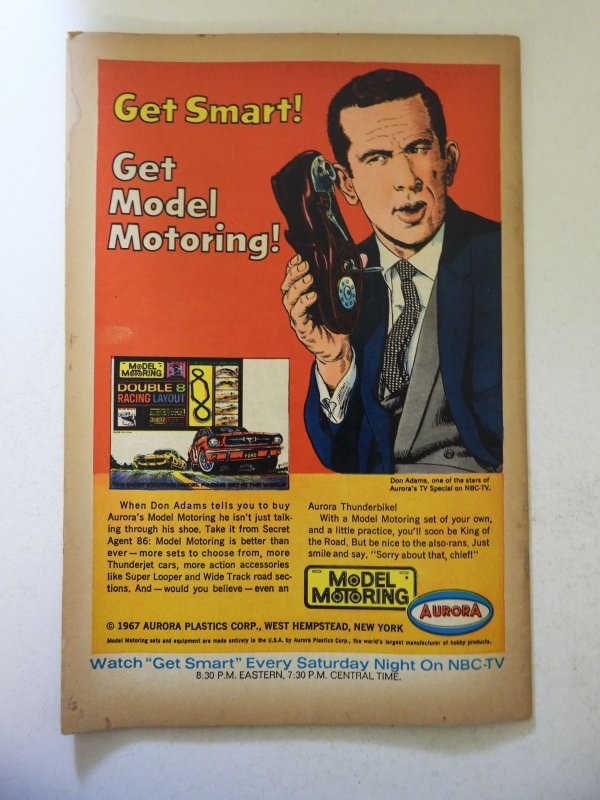 Get Smart!
Get
Model
Motoring!
MODEL
MOTORING
DOUBLE 8
RACING LAYOUT
FORD
Don Adams, one of the stars of
Aurora's TV Special on NBC-TV.
When Don Adams tells you to buy
Aurora's Model Motoring he isn't just talk-
ing through his shoe. Take it from Secret
Agent 86: Model Motoring is better than
ever—more sets to choose from, more
Thunderjet cars, more action accessories
like Super Looper and Wide Track road sec-
tions, And—would you believe—even an
Aurora Thunderbike!
With a Model Motoring set of your own,
and a little practice, you'll soon be King of
the Road. But be nice to the also-rans, Just
smile and say, "Sorry about that, chief!"
MODEL
MOTORING
AURORA
© 1967 AURORA PLASTICS CORP., WEST HEMPSTEAD, NEW YORK
Model Motoring sets and equipment are made entirely in the U.S.A. by Aurora Plastics Corp., the world's largest manufacturer of hobby products.
Watch "Get Smart" Every Saturday Night On NBC-TV
8:30 P.M. EASTERN, 7:30 P.M. CENTRAL TIME.